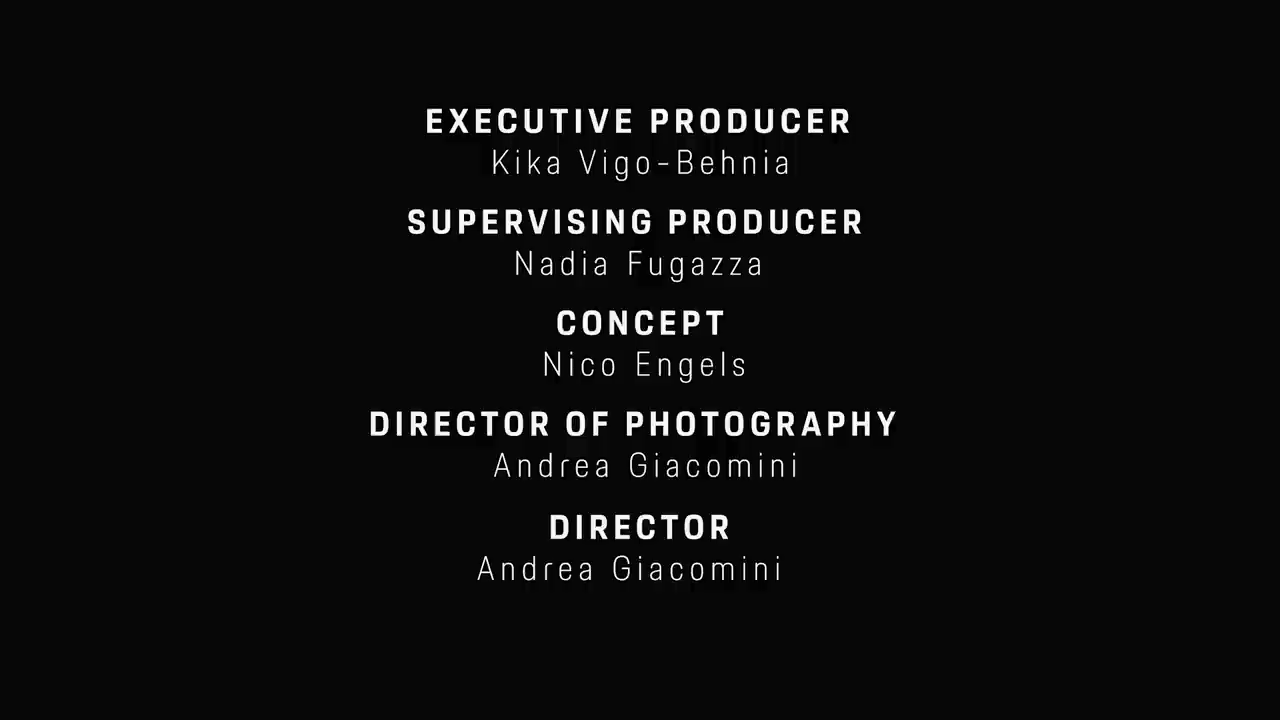 EXECUTIVE PRODUCER
Kika Vigo-Behnia
SUPERVISING PRODUCER
Nadia Fugazza
CONCEPT
Nico Engels
DIRECTOR OF PHOTOGRAPHY
Andrea Giacomini
DIRECTOR
Andrea Giacomini